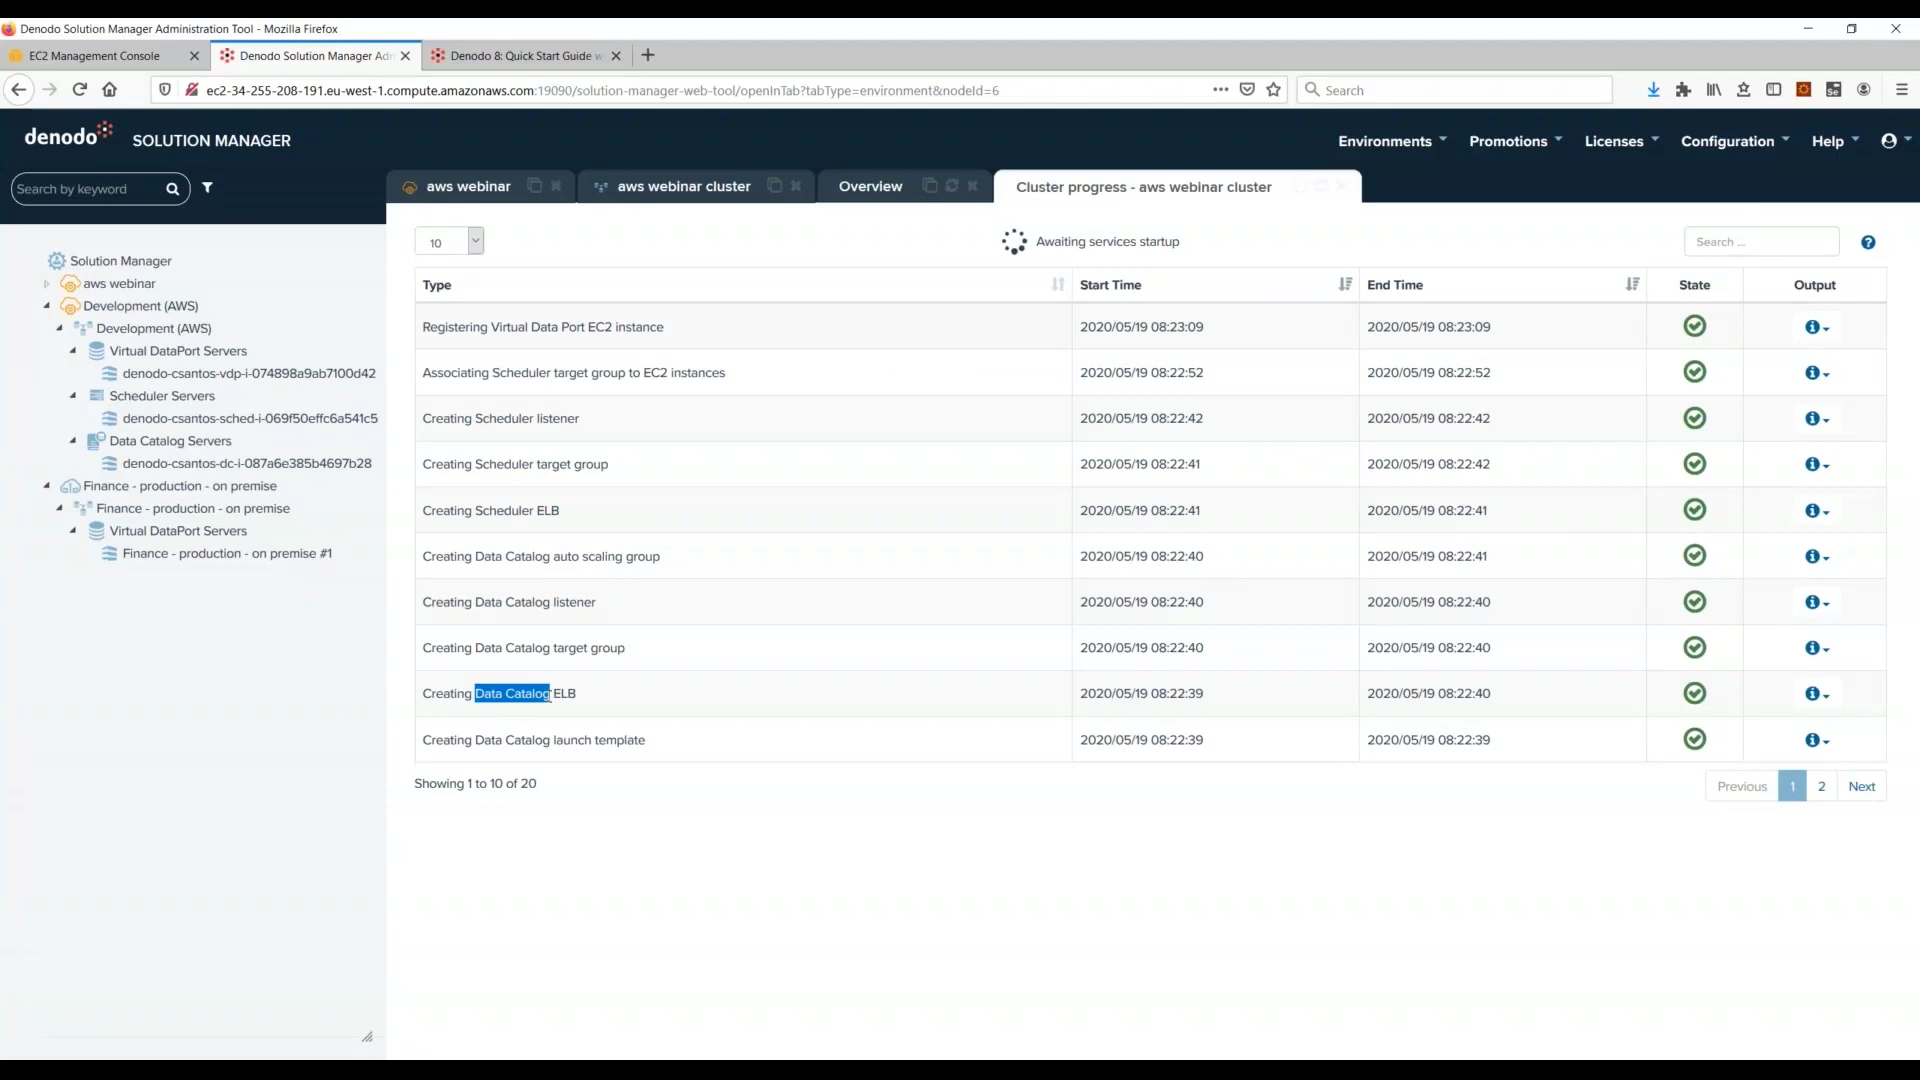 Denodo Solution Manager Administration Tool - Mozilla Firefox
EC2 Management Console
Denodo Solution Manager Adm
Denodo 8: Quick Start Guide w
ec2-34-255-208-191.eu-west-1.compute.amazonaws.com:19090/solution-manager-web-tool/openInTab?tabType=environment&nodeId=6
Search
denodo SOLUTION MANAGER
Environments
Promotions
Licenses
Configuration
Help
Search by keyword
aws webinar
aws webinar cluster
Overview
Cluster progress - aws webinar cluster
Solution Manager
aws webinar
Development (AWS)
Development (AWS)
Virtual DataPort Servers
denodo-csantos-vdp-i-074898a9ab7100d42
Scheduler Servers
denodo-csantos-sched-i-069f50effc6a541c5
Data Catalog Servers
denodo-csantos-dc-i-087a6e385b4697b28
Finance - production - on premise
Finance - production - on premise
Virtual DataPort Servers
Finance - production - on premise #1
10
Awaiting services startup
Search ...
Type Start Time End Time State Output
Registering Virtual Data Port EC2 instance 2020/05/19 08:23:09 2020/05/19 08:23:09
Associating Scheduler target group to EC2 instances 2020/05/19 08:22:52 2020/05/19 08:22:52
Creating Scheduler listener 2020/05/19 08:22:42 2020/05/19 08:22:42
Creating Scheduler target group 2020/05/19 08:22:41 2020/05/19 08:22:42
Creating Scheduler ELB 2020/05/19 08:22:41 2020/05/19 08:22:41
Creating Data Catalog auto scaling group 2020/05/19 08:22:40 2020/05/19 08:22:41
Creating Data Catalog listener 2020/05/19 08:22:40 2020/05/19 08:22:40
Creating Data Catalog target group 2020/05/19 08:22:40 2020/05/19 08:22:40
Creating Data Catalog ELB 2020/05/19 08:22:39 2020/05/19 08:22:40
Creating Data Catalog launch template 2020/05/19 08:22:39 2020/05/19 08:22:39
Showing 1 to 10 of 20
Previous 1 2 Next